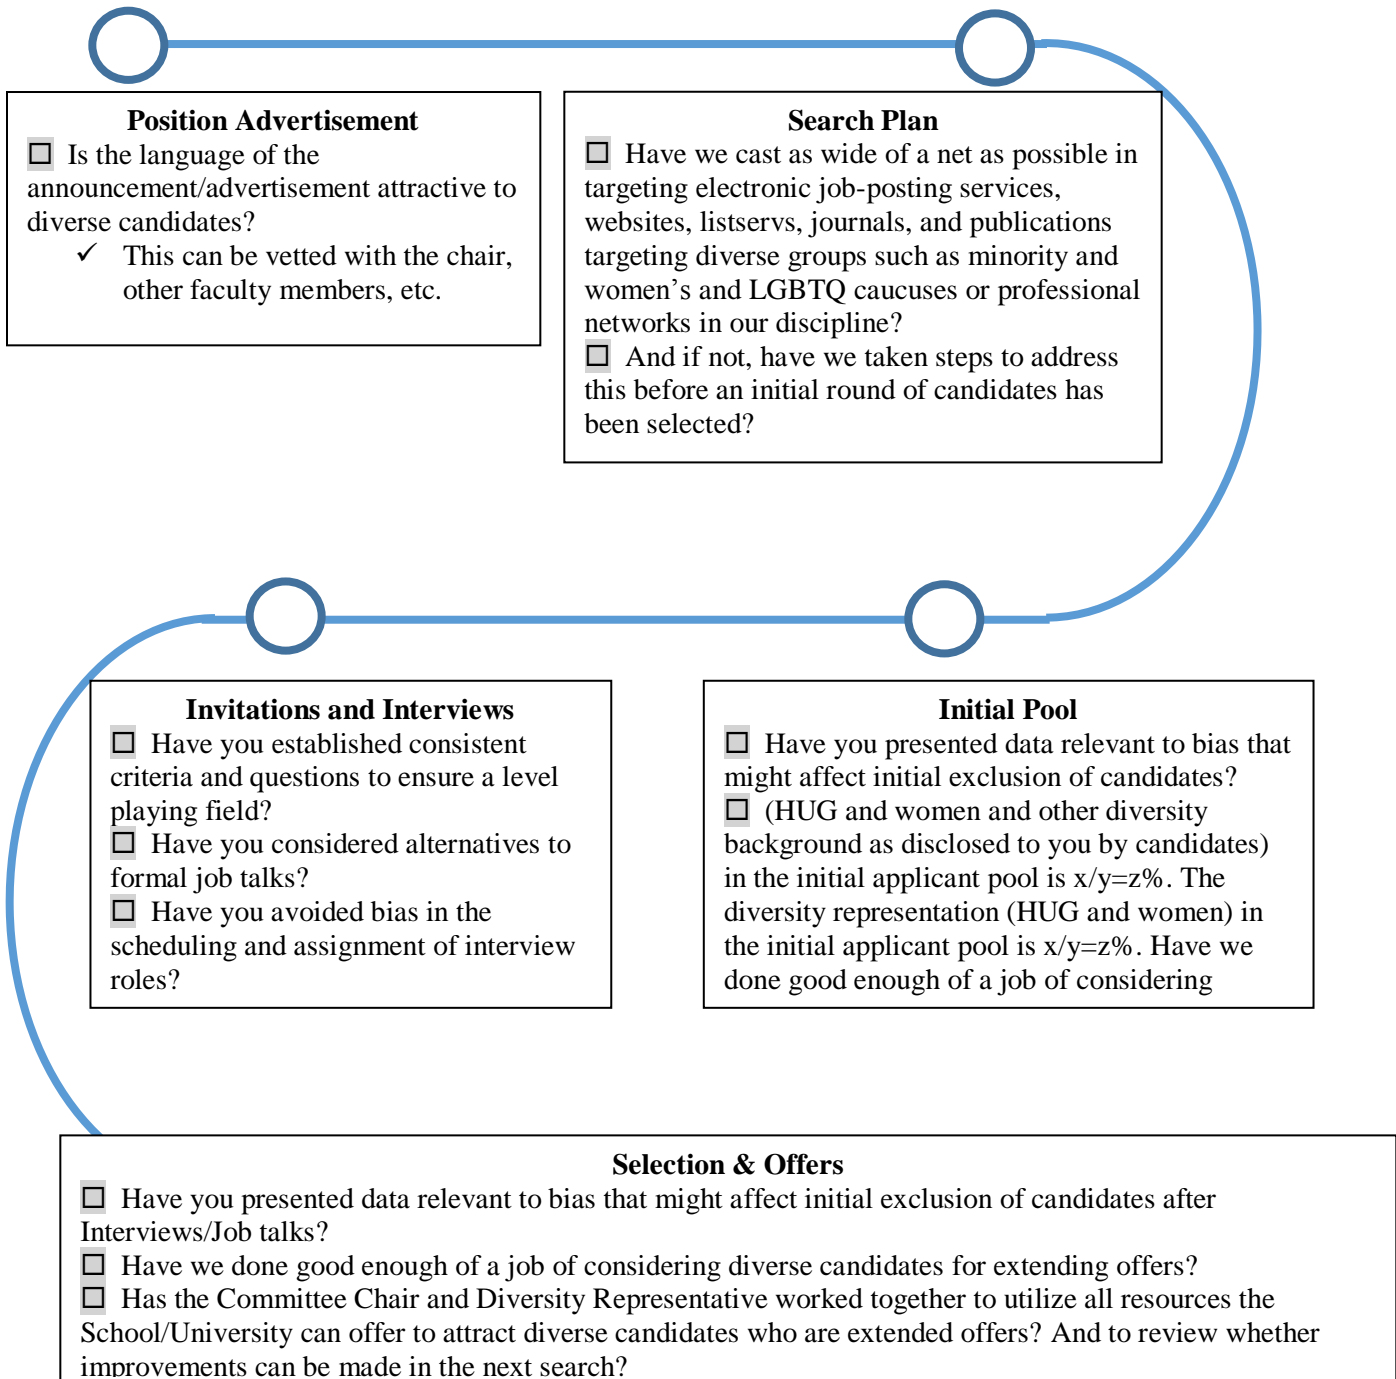 Position Advertisement
☐ Is the language of the
announcement/advertisement attractive to
diverse candidates?
✓ This can be vetted with the chair,
other faculty members, etc.
Search Plan
☐ Have we cast as wide of a net as possible in
targeting electronic job-posting services,
websites, listservs, journals, and publications
targeting diverse groups such as minority and
women’s and LGBTQ caucuses or professional
networks in our discipline?
☐ And if not, have we taken steps to address
this before an initial round of candidates has
been selected?
Initial Pool
☐ Have you presented data relevant to bias that
might affect initial exclusion of candidates?
☐ (HUG and women and other diversity
background as disclosed to you by candidates)
in the initial applicant pool is x/y=z%. The
diversity representation (HUG and women) in
the initial applicant pool is x/y=z%. Have we
done good enough of a job of considering
Invitations and Interviews
☐ Have you established consistent
criteria and questions to ensure a level
playing field?
☐ Have you considered alternatives to
formal job talks?
☐ Have you avoided bias in the
scheduling and assignment of interview
roles?
Selection & Offers
☐ Have you presented data relevant to bias that might affect initial exclusion of candidates after
Interviews/Job talks?
☐ Have we done good enough of a job of considering diverse candidates for extending offers?
☐ Has the Committee Chair and Diversity Representative worked together to utilize all resources the
School/University can offer to attract diverse candidates who are extended offers? And to review whether
improvements can be made in the next search?